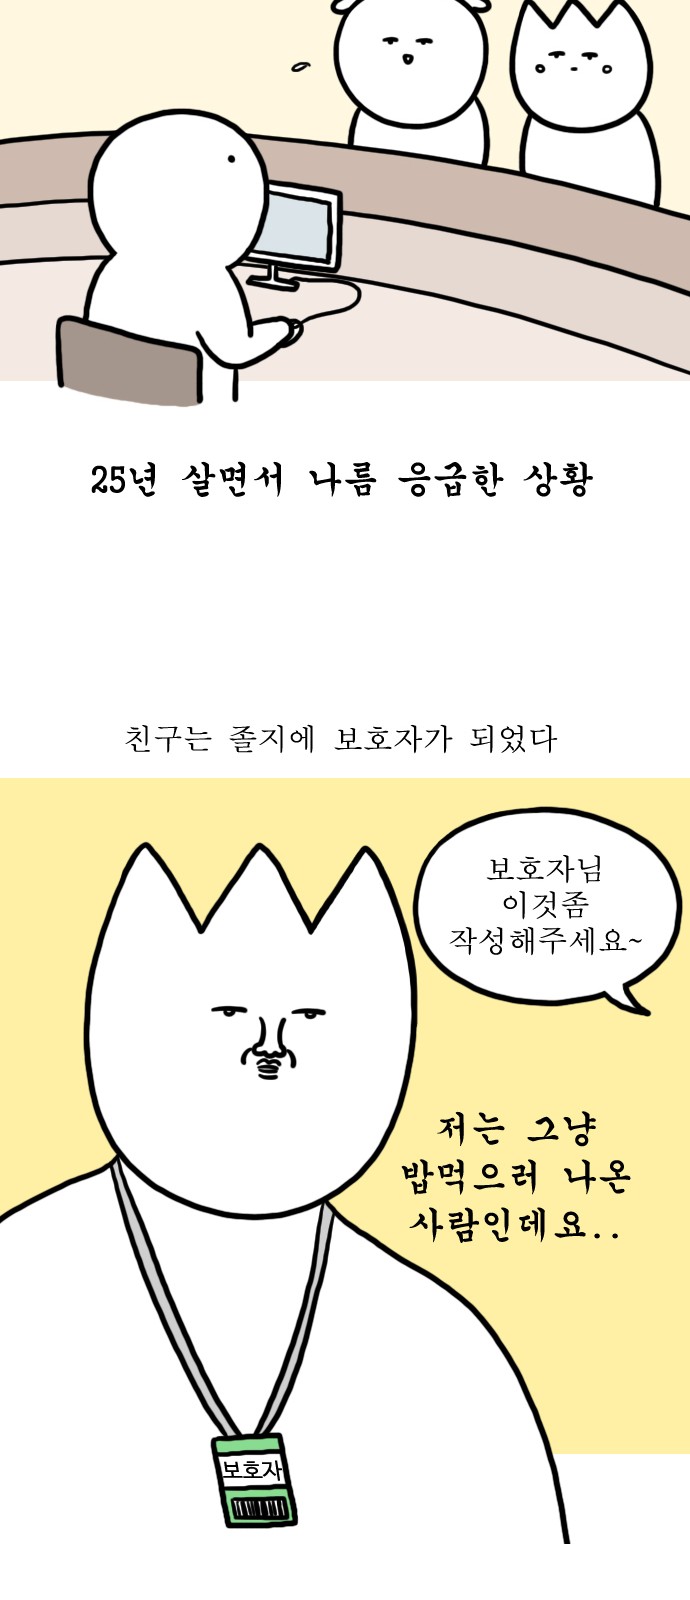 25년 살면서 나름 응급한 상황
친구는 졸지에 보호자가 되었다
보호자님
이것좀
작성해주세요~
저는 그냥
밥먹으러 나온
사람인데요..
보호자